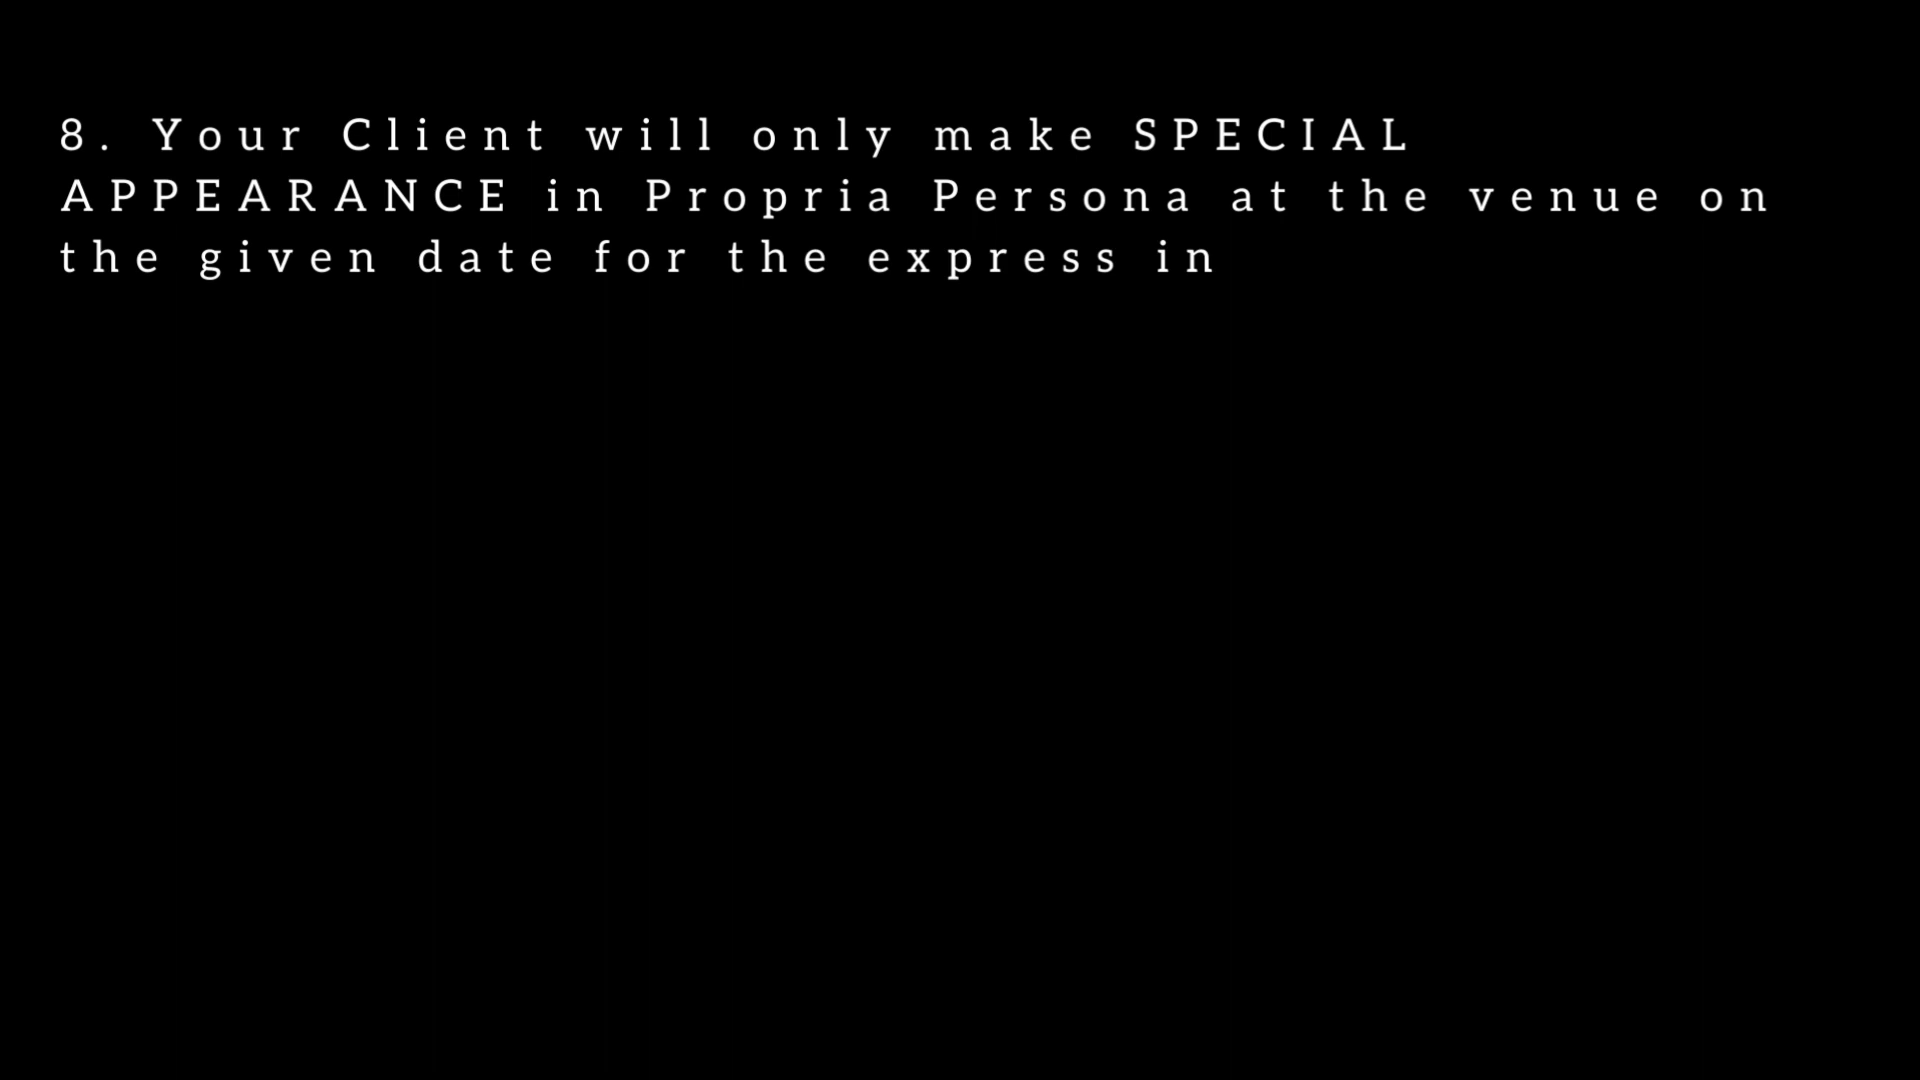 8. Your Client will only make SPECIAL
APPEARANCE in Propria Persona at the venue on
the given date for the express in